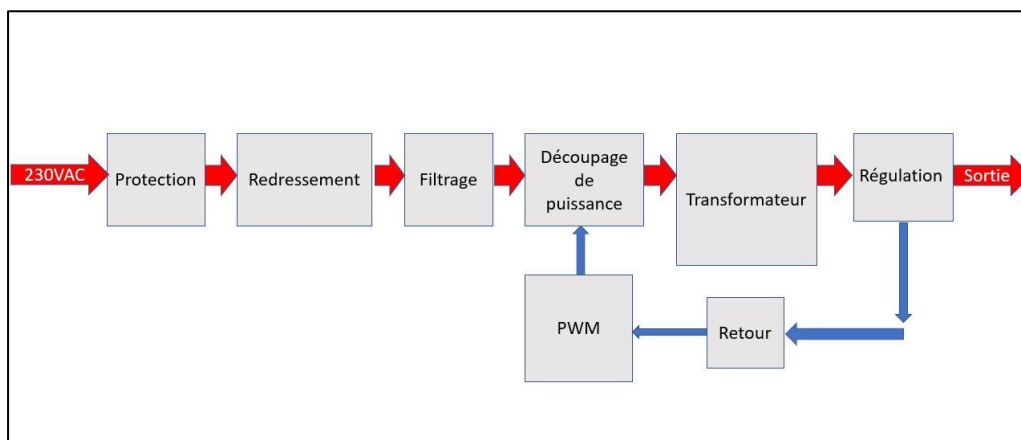 230VAC
Protection
Redressement
Filtrage
Découpage
de
puissance
Transformateur
Régulation
Sortie
PWM
Retour